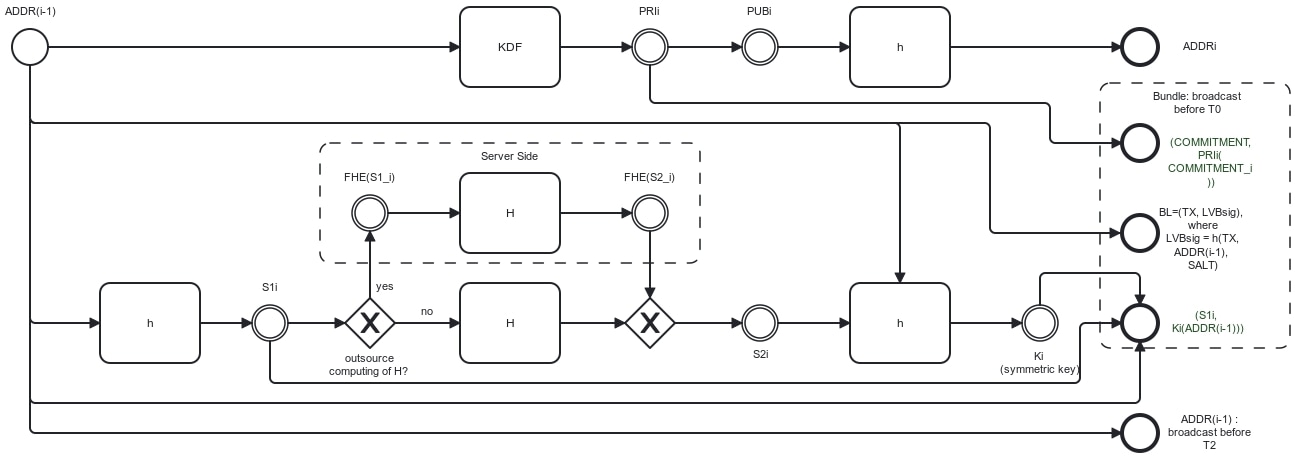 ADDR(i-1)
KDF
PRIi
PUBi
h
ADDRi
Bundle: broadcast
before T0
(COMMITMENT,
PRIi(
COMMITMENT_i
))
Server Side
FHE(S1_i)
H
FHE(S2_i)
BL=(TX, LVBsig),
where
LVBsig = h(TX,
ADDR(i-1),
SALT)
h
S1i
yes
X
no
outsource
computing of H?
H
X
S2i
h
Ki
(symmetric key)
(S1i,
Ki(ADDR(i-1)))
ADDR(i-1) :
broadcast before
T2